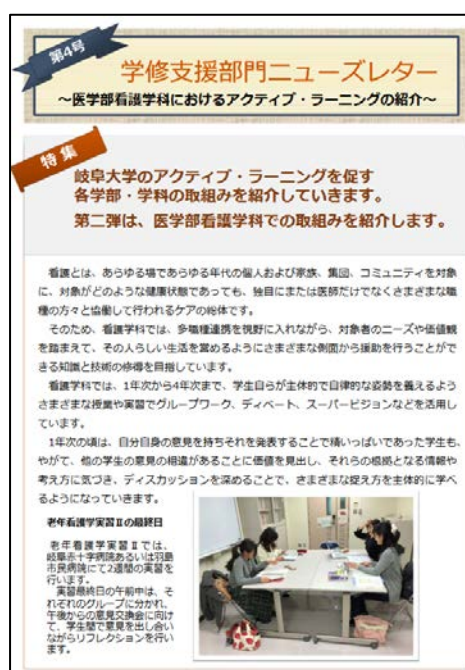 第4号
学修支援部門ニューズレター
～医学部看護学科におけるアクティブ・ラーニングの紹介～
特集
岐阜大学のアクティブ・ラーニングを促す
各学部・学科の取組みを紹介していきます。
第二弾は、医学部看護学科での取組みを紹介します。
看護とは、あらゆる場であらゆる年代の個人および家族、集団、コミュニティを対象
に、対象がどのような健康状態であっても、独自にまたは医師だけでなくさまざまな職
種の方々と協働して行われるケアの総体です。
そのため、看護学科では、多職種連携を視野に入れながら、対象者のニーズや価値観
を踏まえて、その人らしい生活を営めるようにさまざまな側面から援助を行うことがで
きる知識と技術の修得を目指しています。
看護学科では、1年次から4年次まで、学生自らが主体的で自律的な姿勢を養えるよう
さまざまな授業や実習でグループワーク、ディベート、スーパービジョンなどを活用し
ています。
1年次の頃は、自分自身の意見を持ちそれを発表することで精いっぱいであった学生も、
やがて、他の学生の意見の相違があることに価値を見出し、それらの根拠となる情報や
考え方に気づき、ディスカッションを深めることで、さまざまな捉え方を主体的に学べ
るようになっていきます。
老年看護学実習Ⅱの最終日
老年看護学実習Ⅱでは、
岐阜赤十字病院あるいは羽島
市民病院にて2週間の実習を
行います。
実習最終日の午前中は、そ
れぞれのグループに分かれ、
午後からの意見交換会に向け
て、学生間で意見を出し合い
ながらリフレクションを行い
ます。